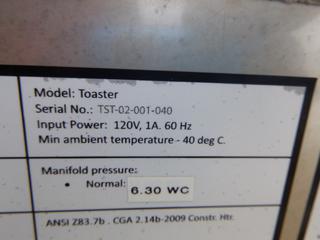 Model: Toaster
Serial No.: TST-02-001-040
Input Power: 120V, 1A. 60 Hz
Min ambient temperature - 40 deg C.
Manifold pressure:
• Normal: 6.30 WC
ANSI Z83.7b . CGA 2.14b-2009 Constr. Htr.